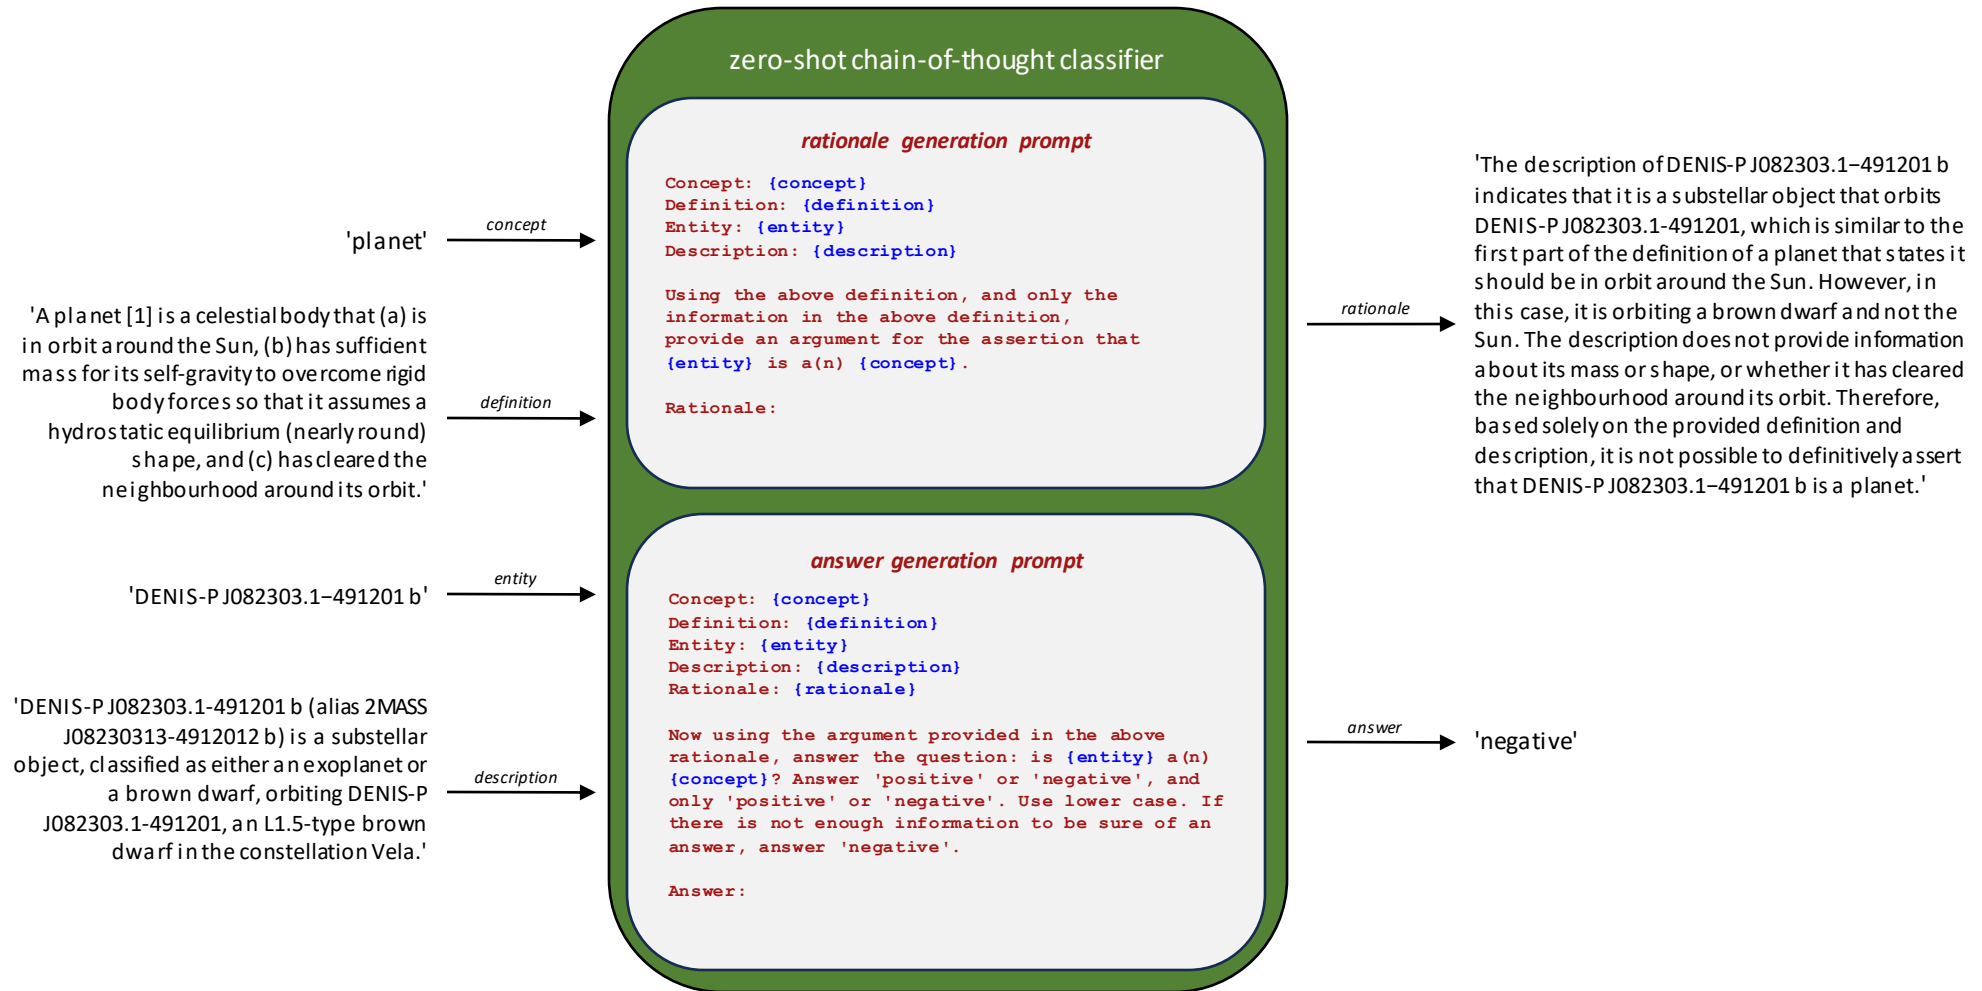 zero-shot chain-of-thought classifier
'planet'
concept
'A planet [1] is a celestial body that (a) is
in orbit around the Sun, (b) has sufficient
mass for its self-gravity to overcome rigid
body forces so that it assumes a
hydrostatic equilibrium (nearly round)
shape, and (c) has cleared the
neighbourhood around its orbit.'
definition
'DENIS-P J082303.1−491201 b'
entity
'DENIS-P J082303.1-491201 b (alias 2MASS
J08230313-4912012 b) is a substellar
object, classified as either an exoplanet or
a brown dwarf, orbiting DENIS-P
J082303.1-491201, an L1.5-type brown
dwarf in the constellation Vela.'
description
rationale generation prompt
Concept: {concept}
Definition: {definition}
Entity: {entity}
Description: {description}
Using the above definition, and only the
information in the above definition,
provide an argument for the assertion that
{entity} is a(n) {concept}.
Rationale:
answer generation prompt
Concept: {concept}
Definition: {definition}
Entity: {entity}
Description: {description}
Rationale: {rationale}
Now using the argument provided in the above
rationale, answer the question: is {entity} a(n)
{concept}? Answer 'positive' or 'negative', and
only 'positive' or 'negative'. Use lower case. If
there is not enough information to be sure of an
answer, answer 'negative'.
Answer:
rationale
'The description of DENIS-P J082303.1−491201 b
indicates that it is a substellar object that orbits
DENIS-P J082303.1-491201, which is similar to the
first part of the definition of a planet that states it
should be in orbit around the Sun. However, in
this case, it is orbiting a brown dwarf and not the
Sun. The description does not provide information
about its mass or shape, or whether it has cleared
the neighbourhood around its orbit. Therefore,
based solely on the provided definition and
description, it is not possible to definitively assert
that DENIS-P J082303.1−491201 b is a planet.'
answer
'negative'